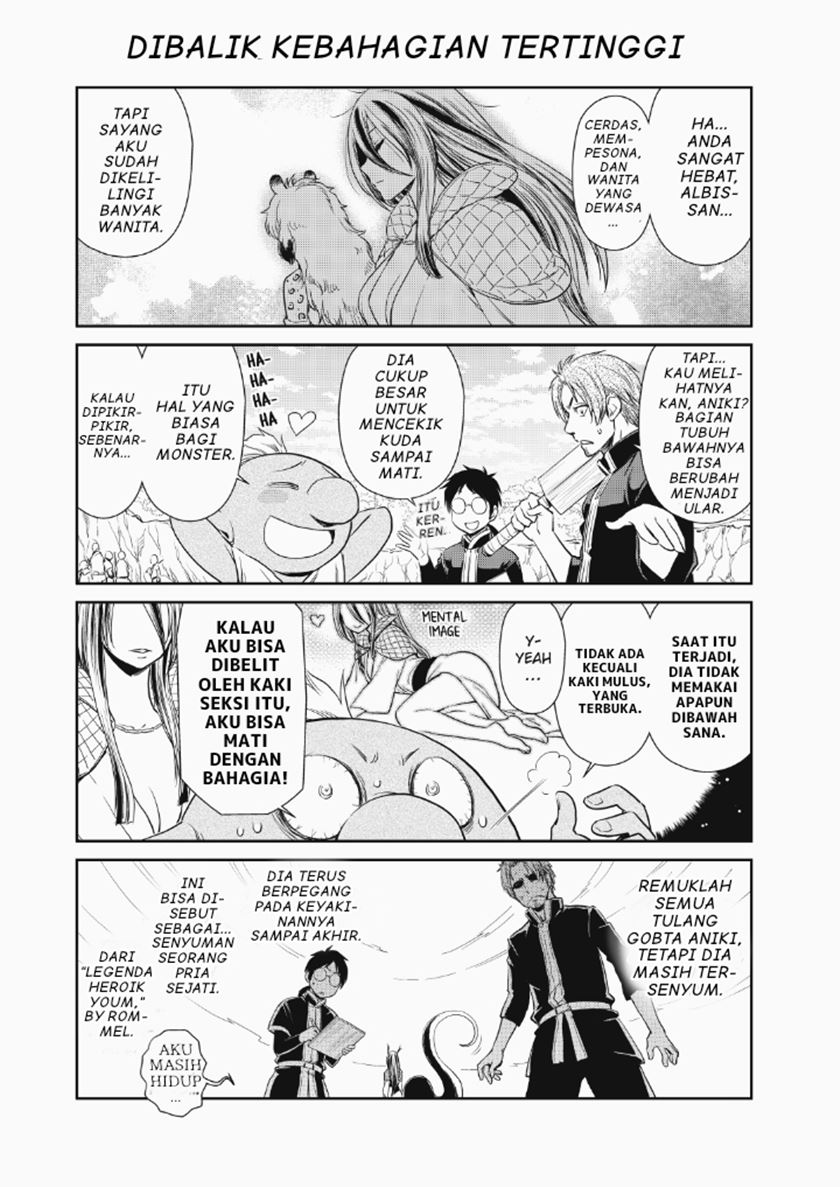 DIBALIK KEBAHAGIAN TERTINGGI
HA...
ANDA
SANGAT
HEBAT,
ALBIS-
SAN...
CERDAS,
MEM-
PESONA,
DAN
WANITA
YANG
DEWASA
...
TAPI
SAYANG
AKU
SUDAH
DIKELI-
LINGI
BANYAK
WANITA.
TAPI...
KAU MELI-
HATNYA
KAN, ANIKI?
BAGIAN
TUBUH
BAWAHNYA
BISA
BERUBAH
MENJADI
ULAR.
DIA
CUKUP
BESAR
UNTUK
MENCEKIK
KUDA
SAMPAI
MATI.
ITU
KER-
REN..
HA-
HA-
HA-
HA
ITU
HAL YANG
BIASA
BAGI
MONSTER.
KALAU
DIPIKIR-
PIKIR,
SEBENAR-
NYA...
SAAT ITU
TERJADI,
DIA TIDAK
MEMAKAI
APAPUN
DIBAWAH
SANA.
TIDAK ADA
KECUALI
KAKI MULUS,
YANG
TERBUKA.
Y-
YEAH
...
MENTAL
IMAGE
KALAU
AKU BISA
DIBELIT
OLEH KAKI
SEKSI ITU,
AKU BISA
MATI
DENGAN
BAHAGIA!
REMUKLAH
SEMUA
TULANG
GOBTA ANIKI,
TETAPI DIA
MASIH TER-
SENYUM.
DIA TERUS
BERPEGANG
PADA KEYAKI-
NANNYA
SAMPAI AKHIR.
INI
BISA DI-
SEBUT
SEBAGAI...
SENYUMAN
SEORANG
PRIA
SEJATI.
DARI
"LEGENDA
HEROIK
YOUM,"
BY ROM-
MEL.
AKU
MASIH
HIDUP
...